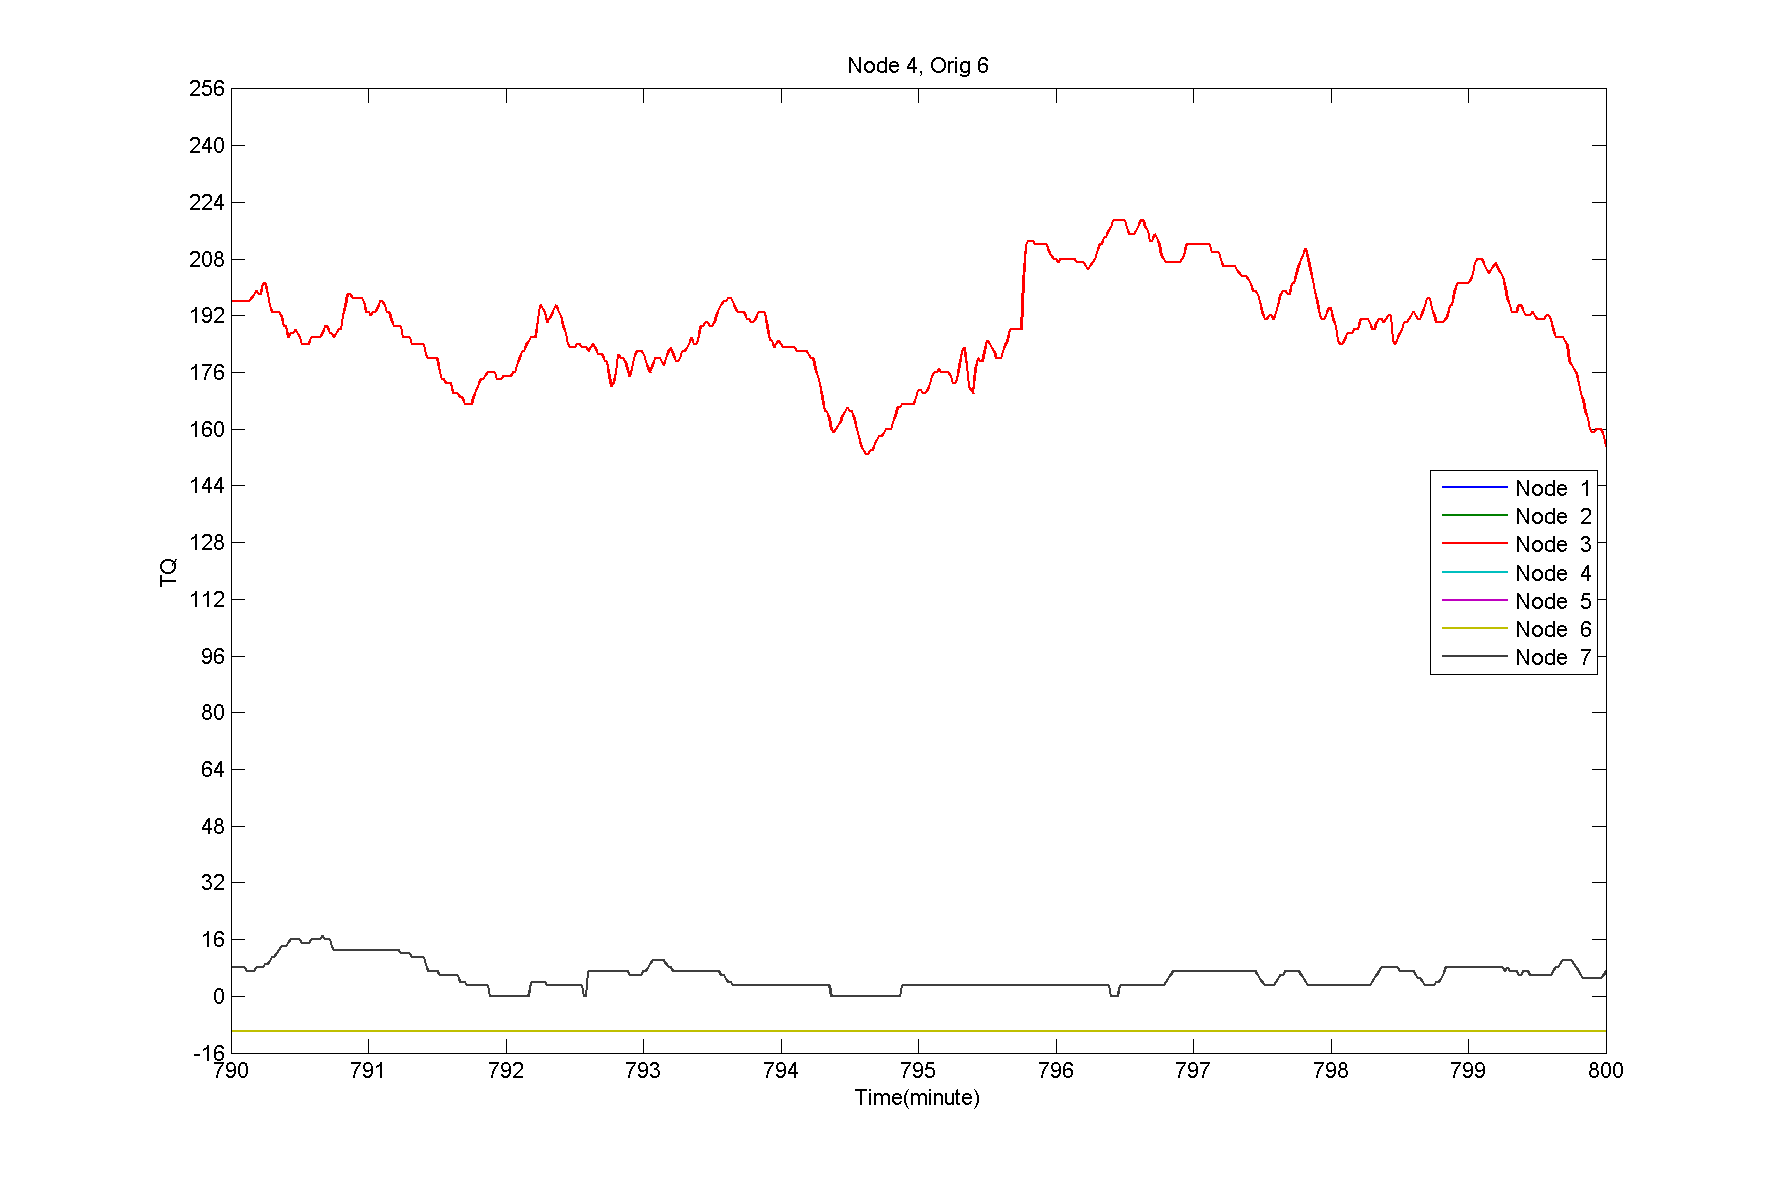 Node 4, Orig 6
256
240
224
208
192
176
160
144
128
112
96
80
64
48
32
16
0
-16
TQ
Node 1
Node 2
Node 3
Node 4
Node 5
Node 6
Node 7
790 791 792 793 794 795 796 797 798 799 800
Time(minute)